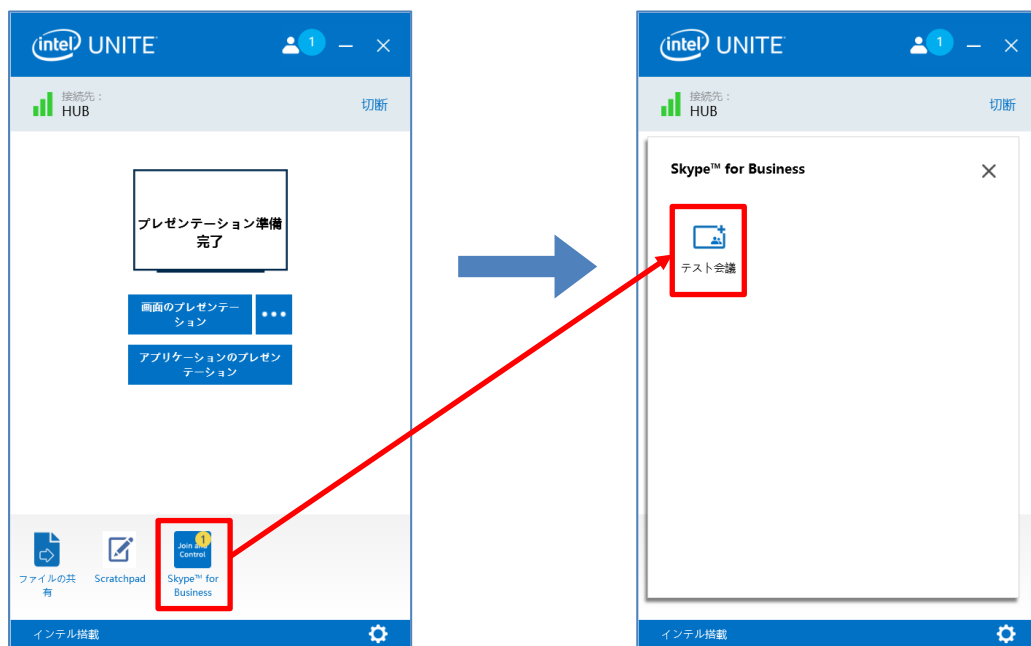 intel UNITE
1
接続先：
HUB
切断
プレゼンテーション準備
完了
画面のプレゼンテー
ション
アプリケーションのプレゼン
テーション
ファイルの共
有
Scratchpad
Join and
Control
1
Skype™ for
Business
インテル搭載
intel UNITE
1
接続先：
HUB
切断
Skype™ for Business
テスト会議
インテル搭載